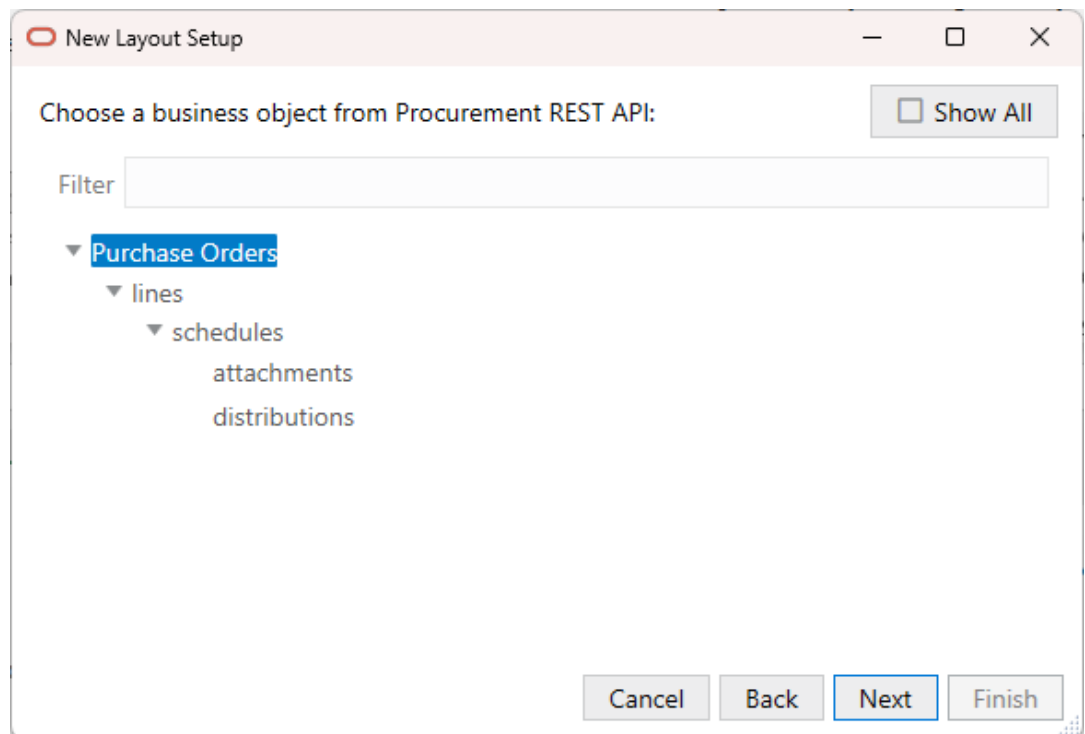 New Layout Setup
Choose a business object from Procurement REST API:
Show All
Filter
Purchase Orders
lines
schedules
attachments
distributions
Cancel Back Next Finish